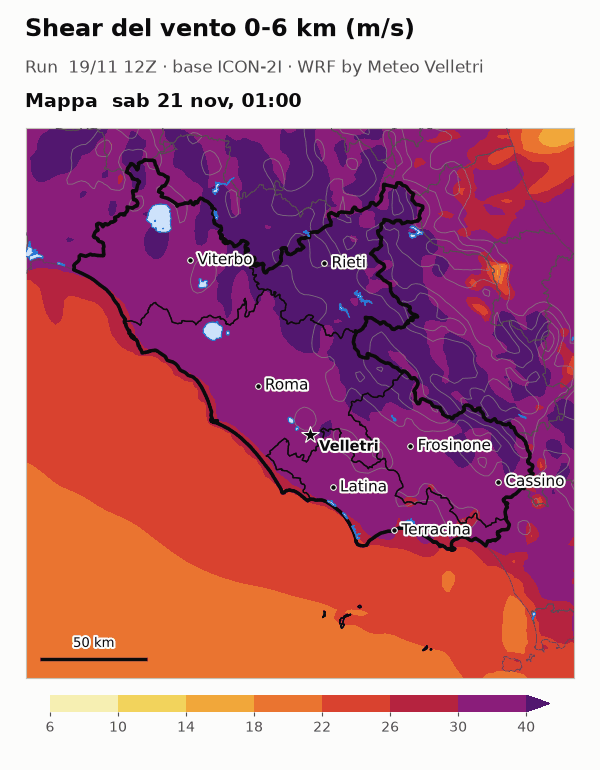 Shear del vento 0-6 km (m/s)
Run  19/11 12Z · base ICON-2I · WRF by Meteo Velletri
Mappa  sab 21 nov, 01:00
Viterbo
Rieti
Roma
Velletri
Frosinone
Latina
Cassino
Terracina
50 km
6 10 14 18 22 26 30 40